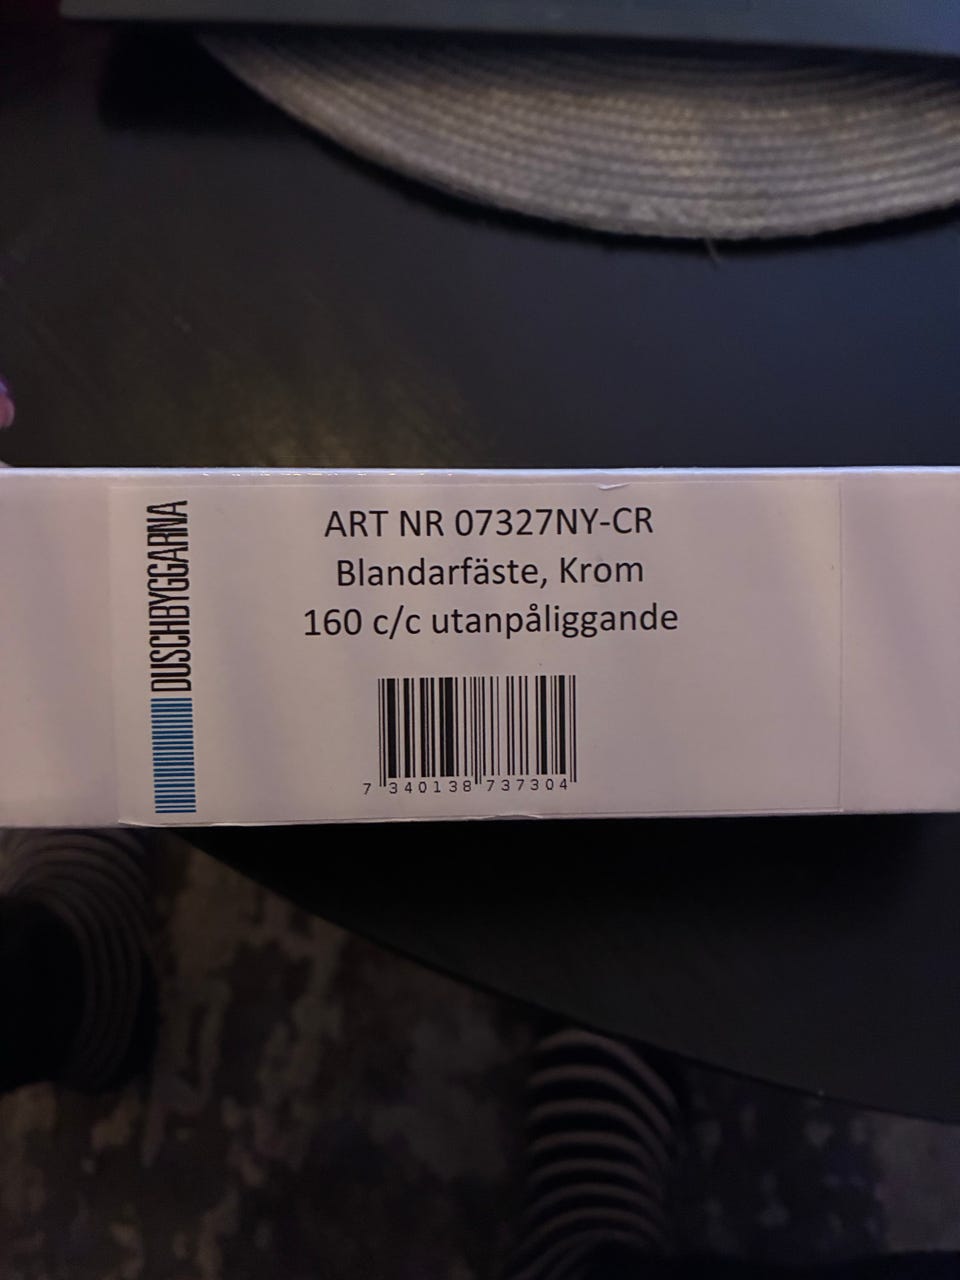 DUSCHBYGGARNA
ART NR 07327NY-CR
Blandarfäste, Krom
160 c/c utanpåliggande
7 340138 737304